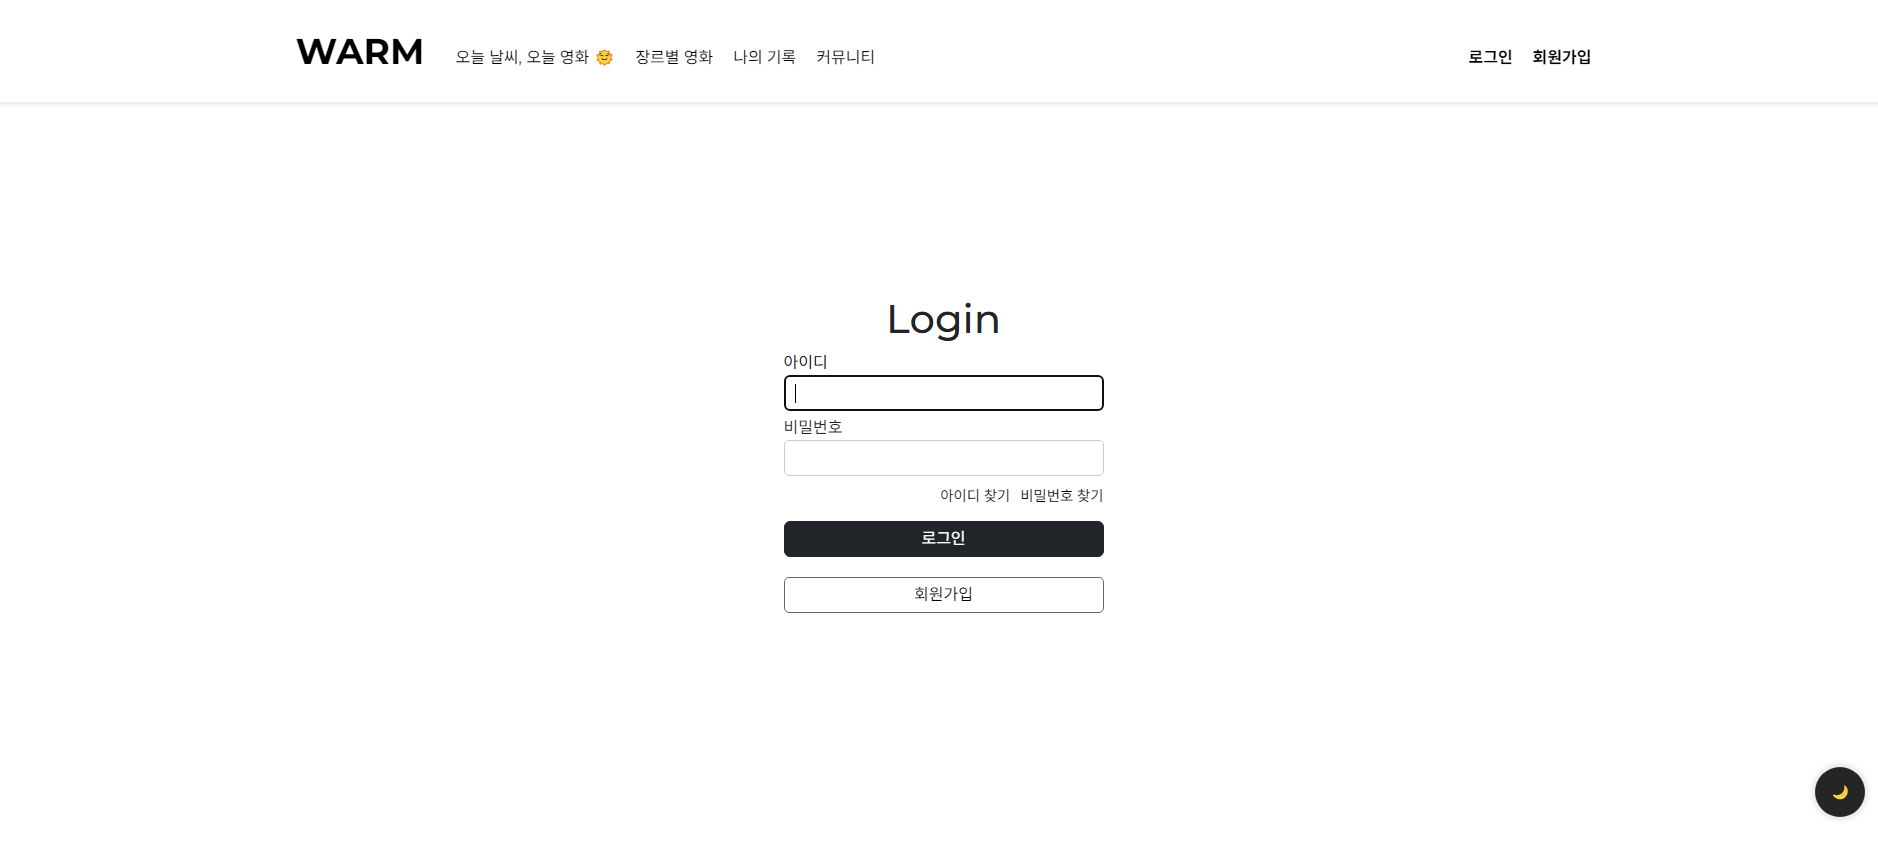 WARM 오늘 날씨, 오늘 영화 🌞 장르별 영화 나의 기록 커뮤니티 로그인 회원가입
Login
아이디
비밀번호
아이디 찾기 비밀번호 찾기
로그인
회원가입